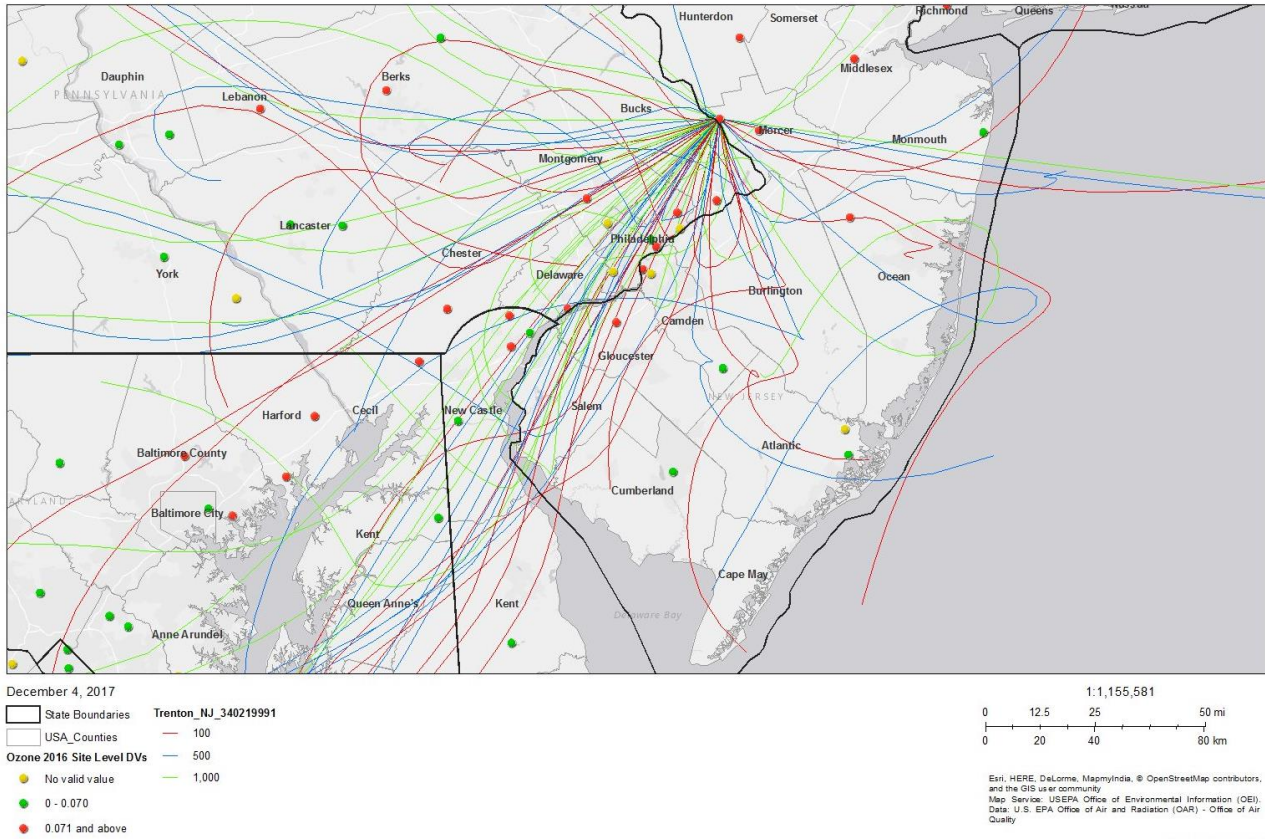 Richmond Queens
Hunterdon Somerset
Middlesex
Dauphin
Berks
PENNSYLVANIA
Lebanon
Bucks
Mercer
Monmouth
Montgomery
Lancaster
Philadelphia
Chester
York
Delaware
Ocean
Burlington
Camden
Gloucester
NEW JERSEY
Harford
Cecil
New Castle
Salem
Baltimore County
Atlantic
Cumberland
Baltimore City
Kent
Cape May
Queen Anne's
Kent
Delaware Bay
Anne Arundel
December 4, 2017
State Boundaries
USA_Counties
Ozone 2016 Site Level DVs
No valid value
0 - 0.070
0.071 and above
Trenton_NJ_340219991
100
500
1,000
1:1,155,581
0 12.5 25 50 mi
0 20 40 80 km
Esri, HERE, DeLorme, MapmyIndia, © OpenStreetMap contributors,
and the GIS user community
Map Service: USEPA Office of Environmental Information (OEI).
Data: U.S. EPA Office of Air and Radiation (OAR) - Office of Air
Quality